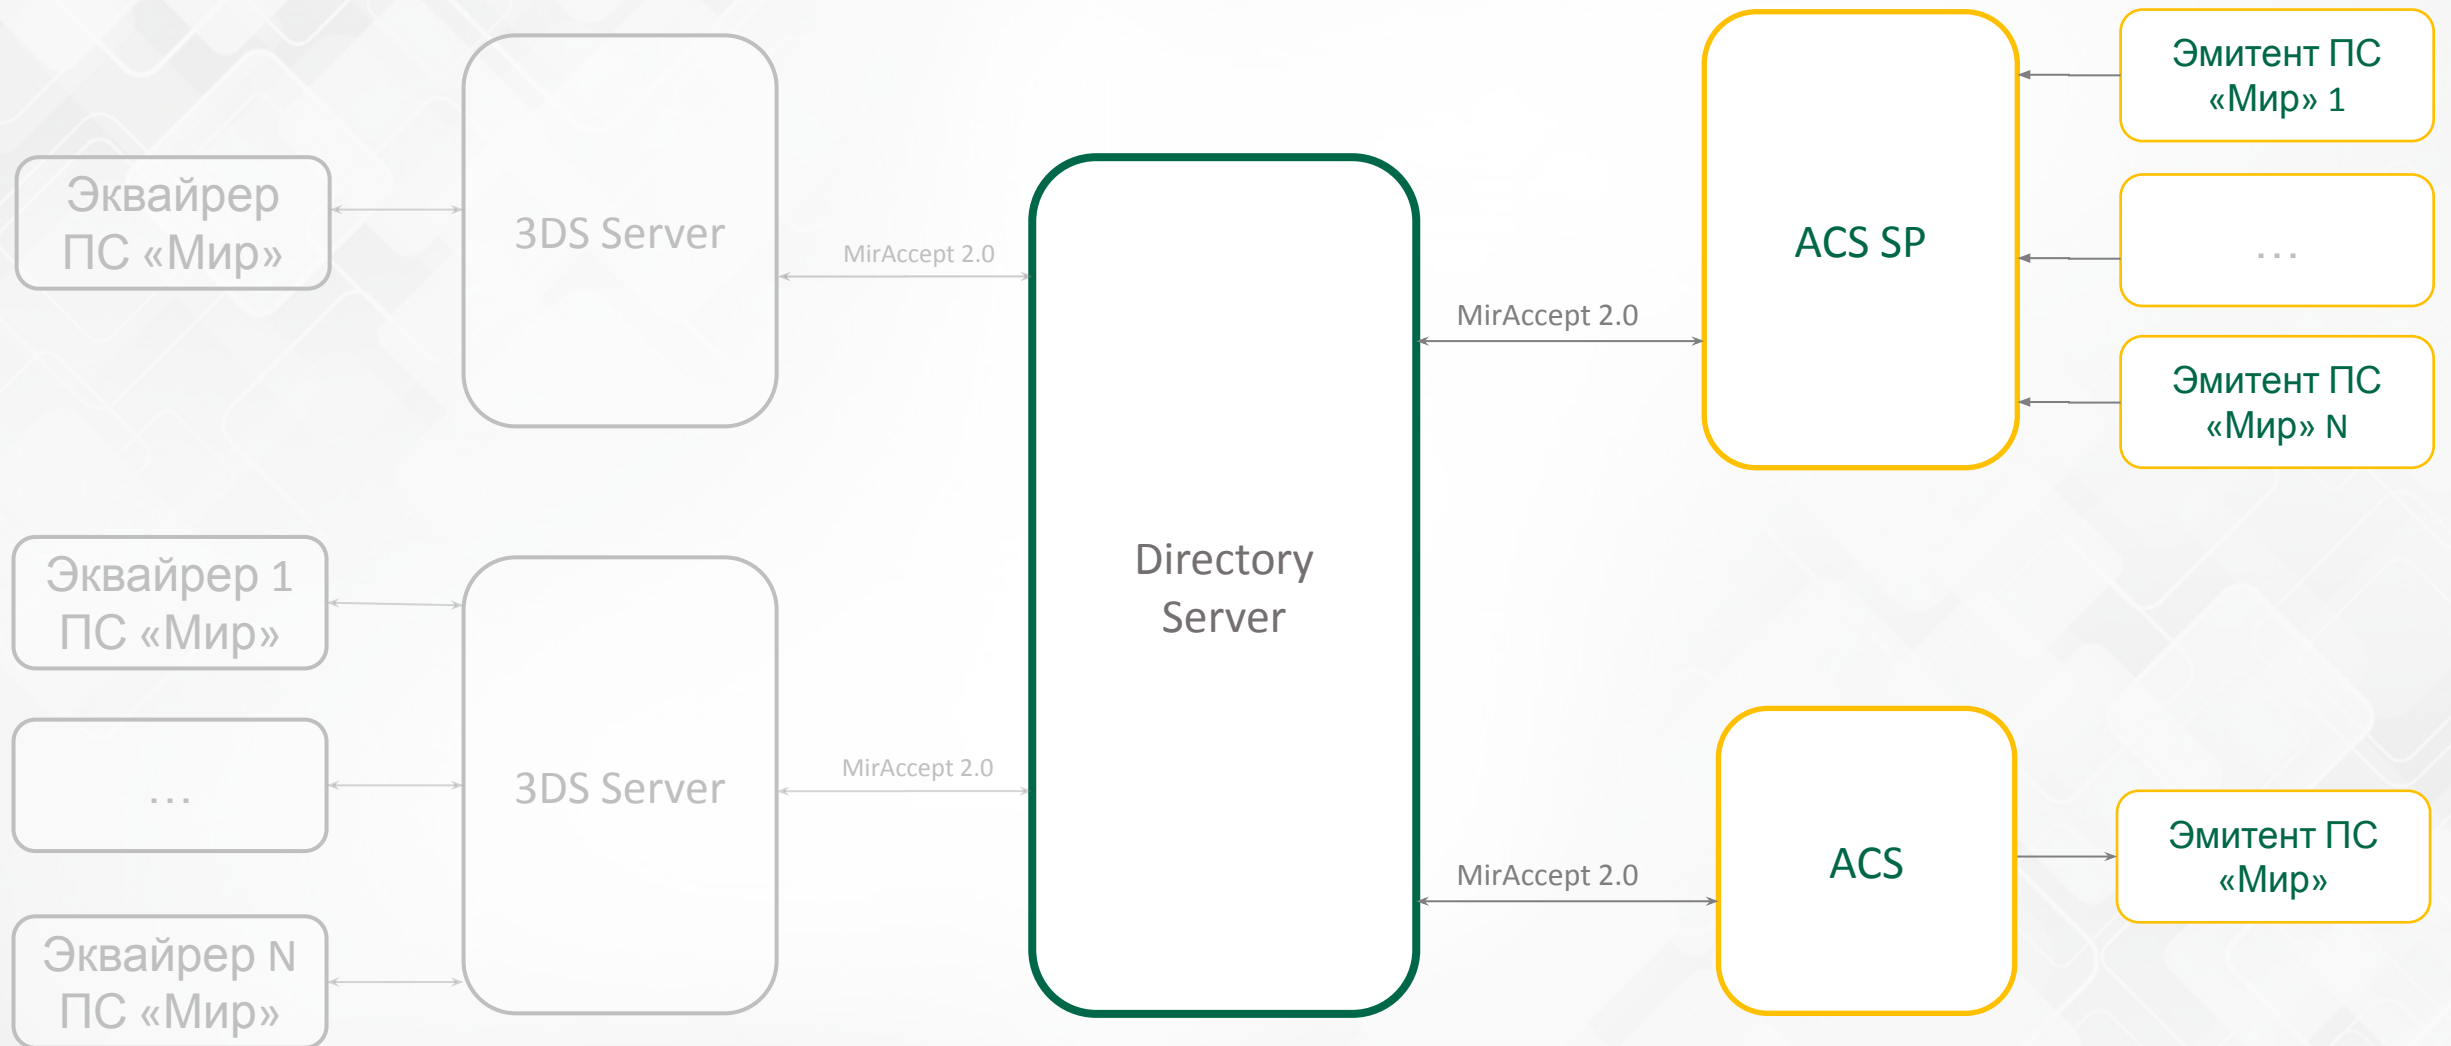 Эквайрер
ПС «Мир»
3DS Server
MirAccept 2.0
Эквайрер 1
ПС «Мир»
...
Эквайрер N
ПС «Мир»
3DS Server
MirAccept 2.0
Directory
Server
MirAccept 2.0
ACS SP
Эмитент ПС
«Мир» 1
...
Эмитент ПС
«Мир» N
MirAccept 2.0
ACS
Эмитент ПС
«Мир»